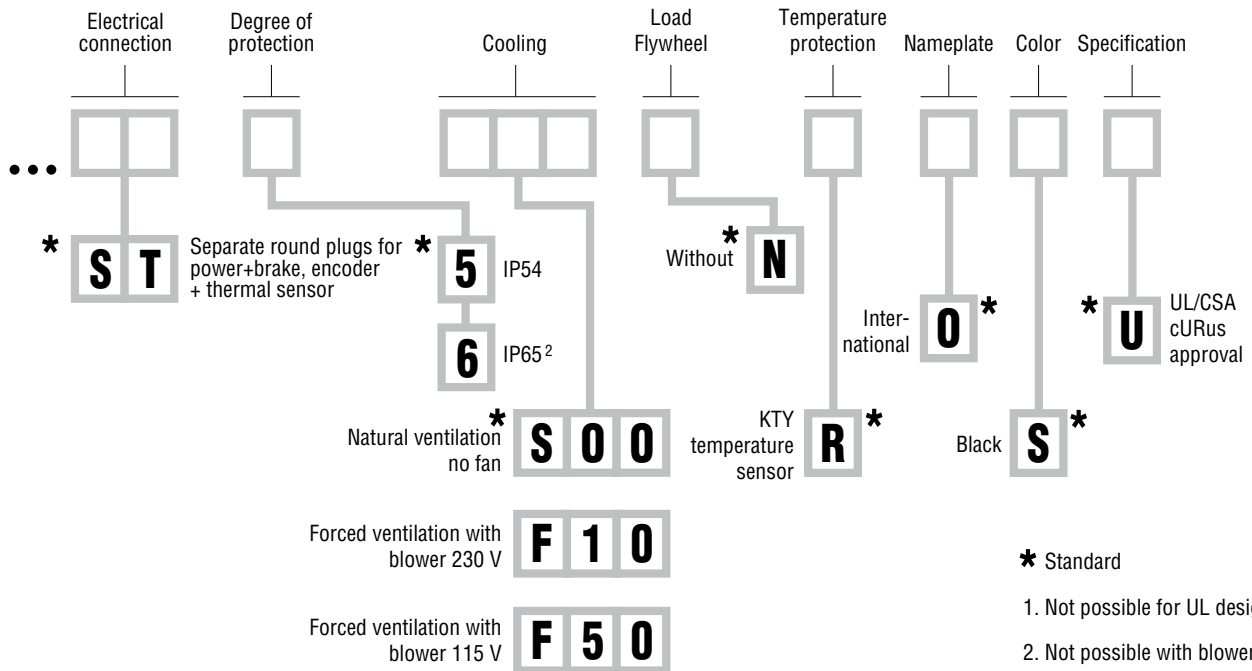 Electrical
connection
Degree of
protection
Cooling
Load
Flywheel
Temperature
protection
Nameplate
Color
Specification
•••
* S T
Separate round plugs for
power+brake, encoder
+ thermal sensor
* 5 IP54
6 IP65 2
Natural ventilation
no fan
* S 0 0
Forced ventilation with
blower 230 V
F 1 0
Forced ventilation with
blower 115 V
F 5 0
Without * N
KTY
temperature
sensor
R *
Inter-
national
0 *
Black S *
* U
UL/CSA
cURus
approval
* Standard
1. Not possible for UL desig
2. Not possible with blower